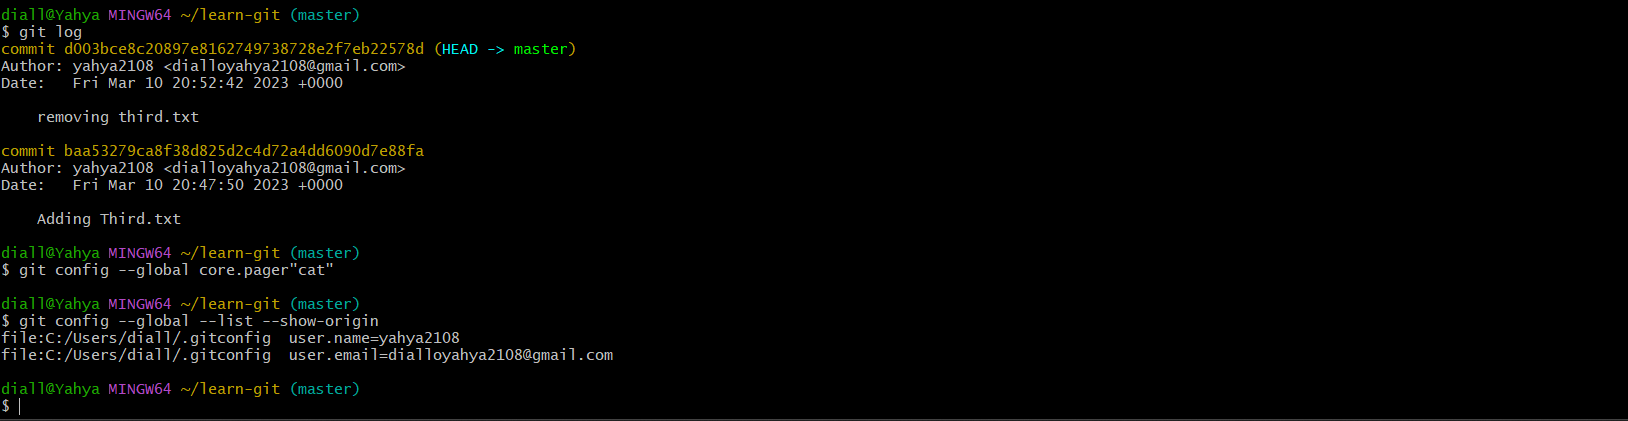 diall@Yahya MINGW64 ~/learn-git (master)
$ git log
commit d003bce8c20897e8162749738728e2f7eb22578d (HEAD -> master)
Author: yahya2108 <dialloyahya2108@gmail.com>
Date:   Fri Mar 10 20:52:42 2023 +0000
    removing third.txt
commit baa53279ca8f38d825d2c4d72a4dd6090d7e88fa
Author: yahya2108 <dialloyahya2108@gmail.com>
Date:   Fri Mar 10 20:47:50 2023 +0000
    Adding Third.txt
diall@Yahya MINGW64 ~/learn-git (master)
$ git config --global core.pager"cat"
diall@Yahya MINGW64 ~/learn-git (master)
$ git config --global --list --show-origin
file:C:/Users/diall/.gitconfig  user.name=yahya2108
file:C:/Users/diall/.gitconfig  user.email=dialloyahya2108@gmail.com
diall@Yahya MINGW64 ~/learn-git (master)
$